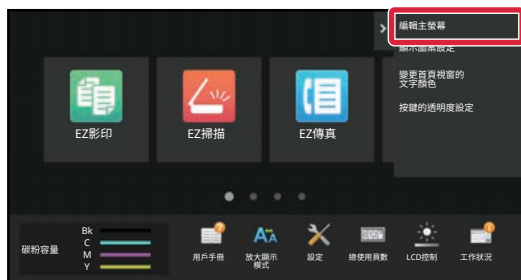 編輯主螢幕
顯示圖案設定
變更首頁視窗的
文字顏色
按鍵的透明度設定
EZ影印
EZ掃描
EZ傳真
碳粉容量
Bk
C
M
Y
用戶手冊
放大顯示
模式
設定
總使用頁數
LCD控制
工作狀況